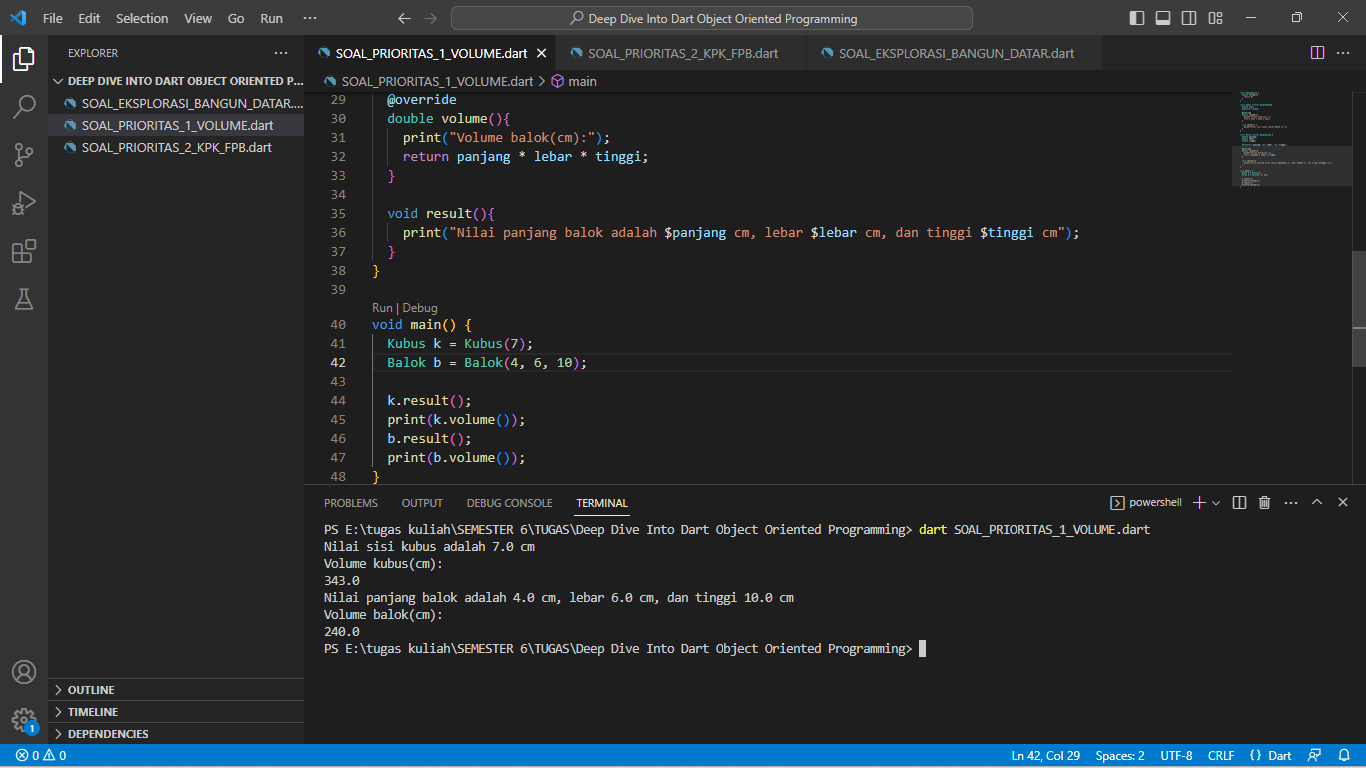 File Edit Selection View Go Run ··· Deep Dive Into Dart Object Oriented Programming
EXPLORER ···
DEEP DIVE INTO DART OBJECT ORIENTED P...
SOAL_EKSPLORASI_BANGUN_DATAR....
SOAL_PRIORITAS_1_VOLUME.dart
SOAL_PRIORITAS_2_KPK_FPB.dart
OUTLINE
TIMELINE
DEPENDENCIES
1
SOAL_PRIORITAS_1_VOLUME.dart SOAL_PRIORITAS_2_KPK_FPB.dart SOAL_EKSPLORASI_BANGUN_DATAR.dart ···
SOAL_PRIORITAS_1_VOLUME.dart > main
29 @override
30 double volume(){
31 print("Volume balok(cm):");
32 return panjang * lebar * tinggi;
33 }
34
35 void result(){
36 print("Nilai panjang balok adalah $panjang cm, lebar $lebar cm, dan tinggi $tinggi cm");
37 }
38 }
39
Run | Debug
40 void main() {
41 Kubus k = Kubus(7);
42 Balok b = Balok(4, 6, 10);
43
44 k.result();
45 print(k.volume());
46 b.result();
47 print(b.volume());
48 }
PROBLEMS OUTPUT DEBUG CONSOLE TERMINAL powershell ···
PS E:\tugas kuliah\SEMESTER 6\TUGAS\Deep Dive Into Dart Object Oriented Programming> dart SOAL_PRIORITAS_1_VOLUME.dart
Nilai sisi kubus adalah 7.0 cm
Volume kubus(cm):
343.0
Nilai panjang balok adalah 4.0 cm, lebar 6.0 cm, dan tinggi 10.0 cm
Volume balok(cm):
240.0
PS E:\tugas kuliah\SEMESTER 6\TUGAS\Deep Dive Into Dart Object Oriented Programming>
0 0 Ln 42, Col 29 Spaces: 2 UTF-8 CRLF {} Dart